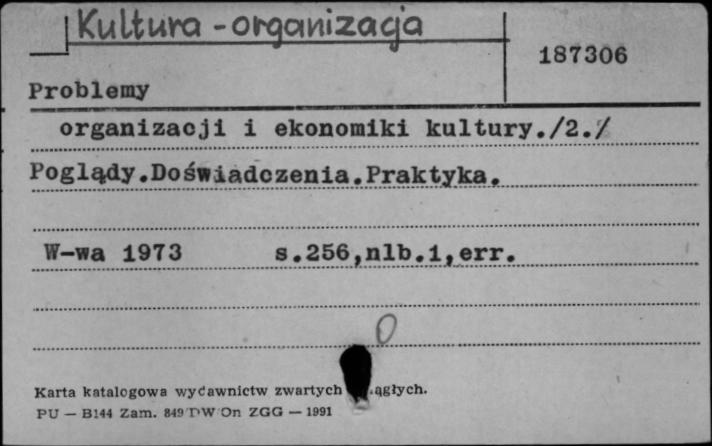 Kultura - organizacja
187306
Problemy
organizacji i ekonomiki kultury./2./
Poglądy.Doświadczenia.Praktyka.
W-wa 1973 s.256,nlb.1,err.
0
Karta katalogowa wydawnictw zwartych ągłych.
PU — B144 Zam. 849 DW On ZGG — 1991